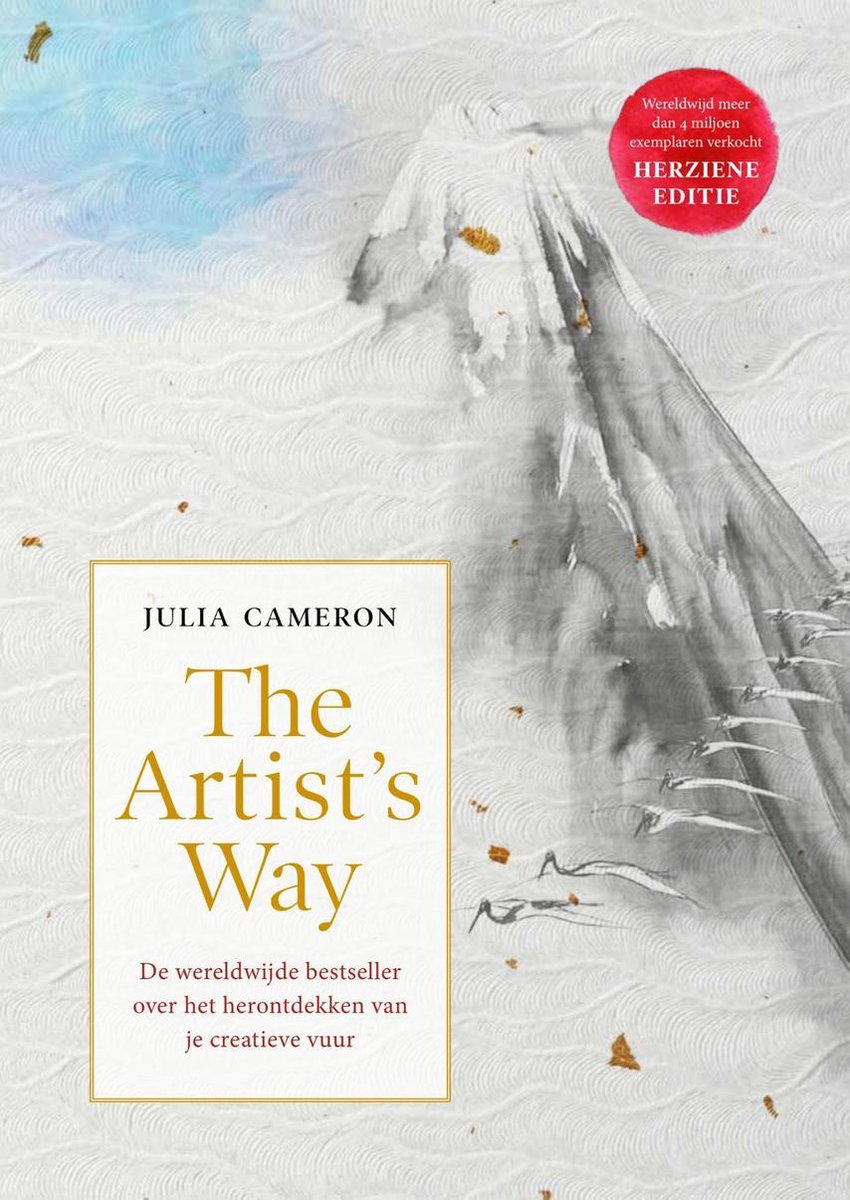 Wereldwijd meer
dan 4 miljoen
exemplaren verkocht
HERZIENE
EDITIE
JULIA CAMERON
The
Artist’s
Way
De wereldwijde bestseller
over het herontdekken van
je creatieve vuur